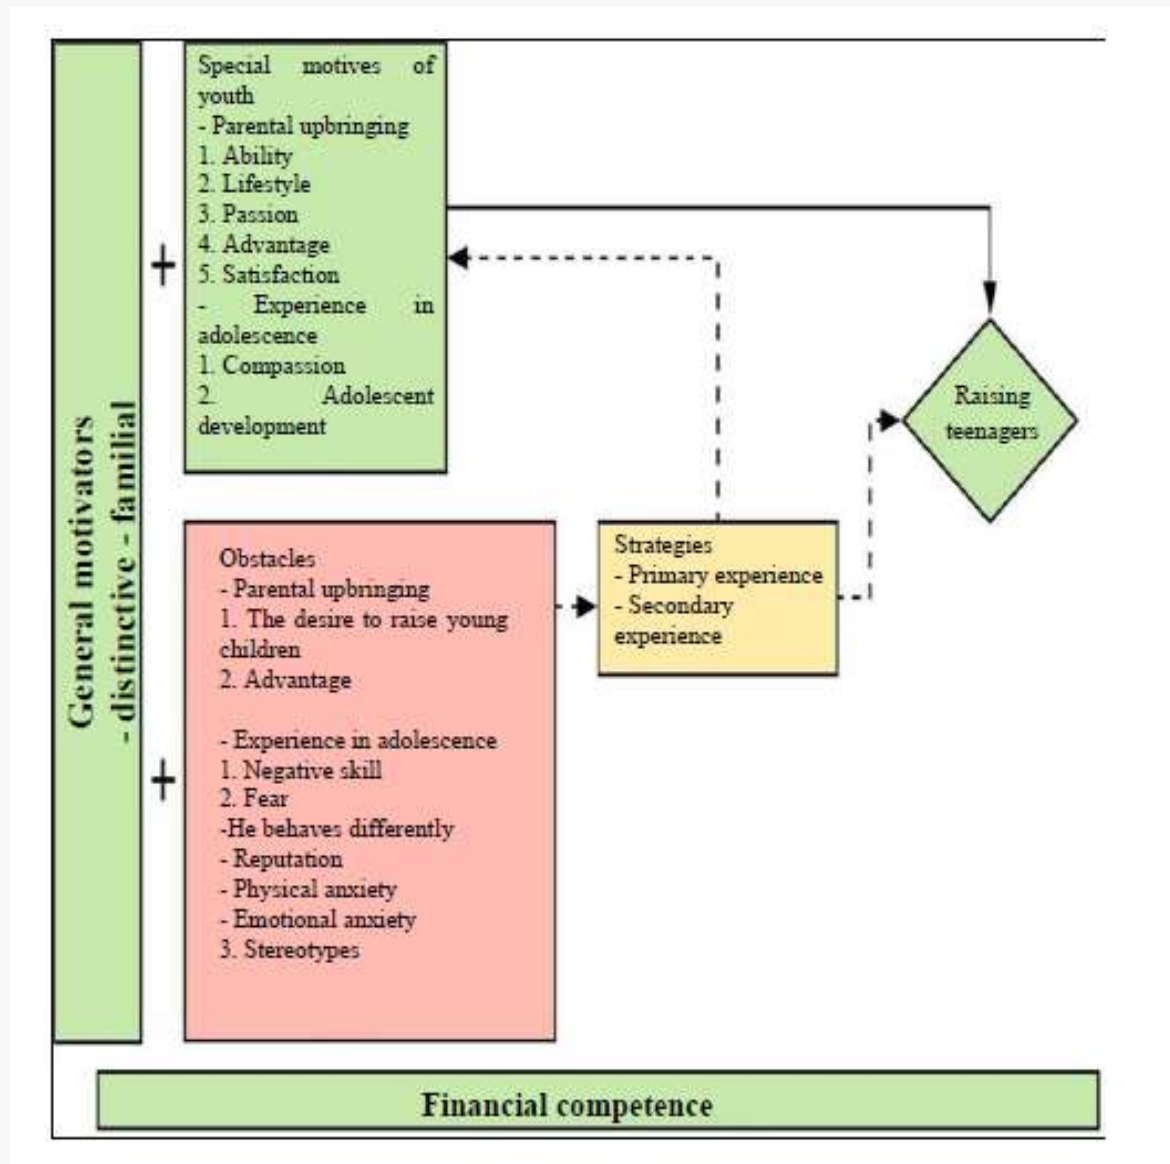 General motivators
- distinctive - familial
+
Special motives of
youth
- Parental upbringing
1. Ability
2. Lifestyle
3. Passion
4. Advantage
5. Satisfaction
- Experience in
adolescence
1. Compassion
2. Adolescent
development
Raising
teenagers
+
Obstacles
- Parental upbringing
1. The desire to raise young
children
2. Advantage
- Experience in adolescence
1. Negative skill
2. Fear
-He behaves differently
- Reputation
- Physical anxiety
- Emotional anxiety
3. Stereotypes
Strategies
- Primary experience
- Secondary
experience
Financial competence